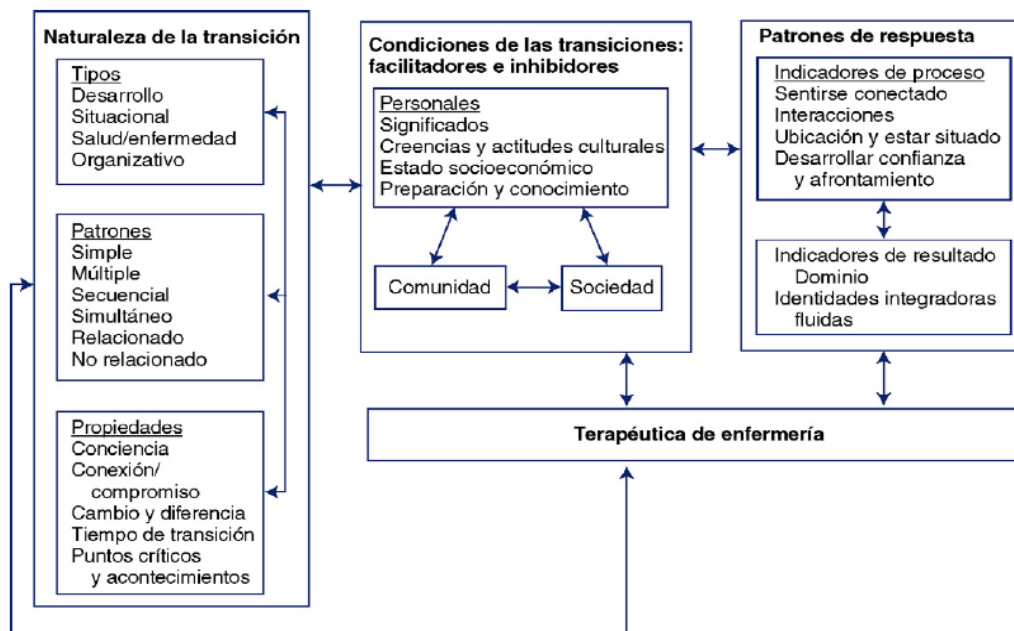 Naturaleza de la transición
Tipos
Desarrollo
Situacional
Salud/enfermedad
Organizativo
Patrones
Simple
Múltiple
Secuencial
Simultáneo
Relacionado
No relacionado
Propiedades
Conciencia
Conexión/
compromiso
Cambio y diferencia
Tiempo de transición
Puntos críticos
y acontecimientos
Condiciones de las transiciones:
facilitadores e inhibidores
Personales
Significados
Creencias y actitudes culturales
Estado socioeconómico
Preparación y conocimiento
Comunidad
Sociedad
Patrones de respuesta
Indicadores de proceso
Sentirse conectado
Interacciones
Ubicación y estar situado
Desarrollar confianza
y afrontamiento
Indicadores de resultado
Dominio
Identidades integradoras
fluidas
Terapéutica de enfermería